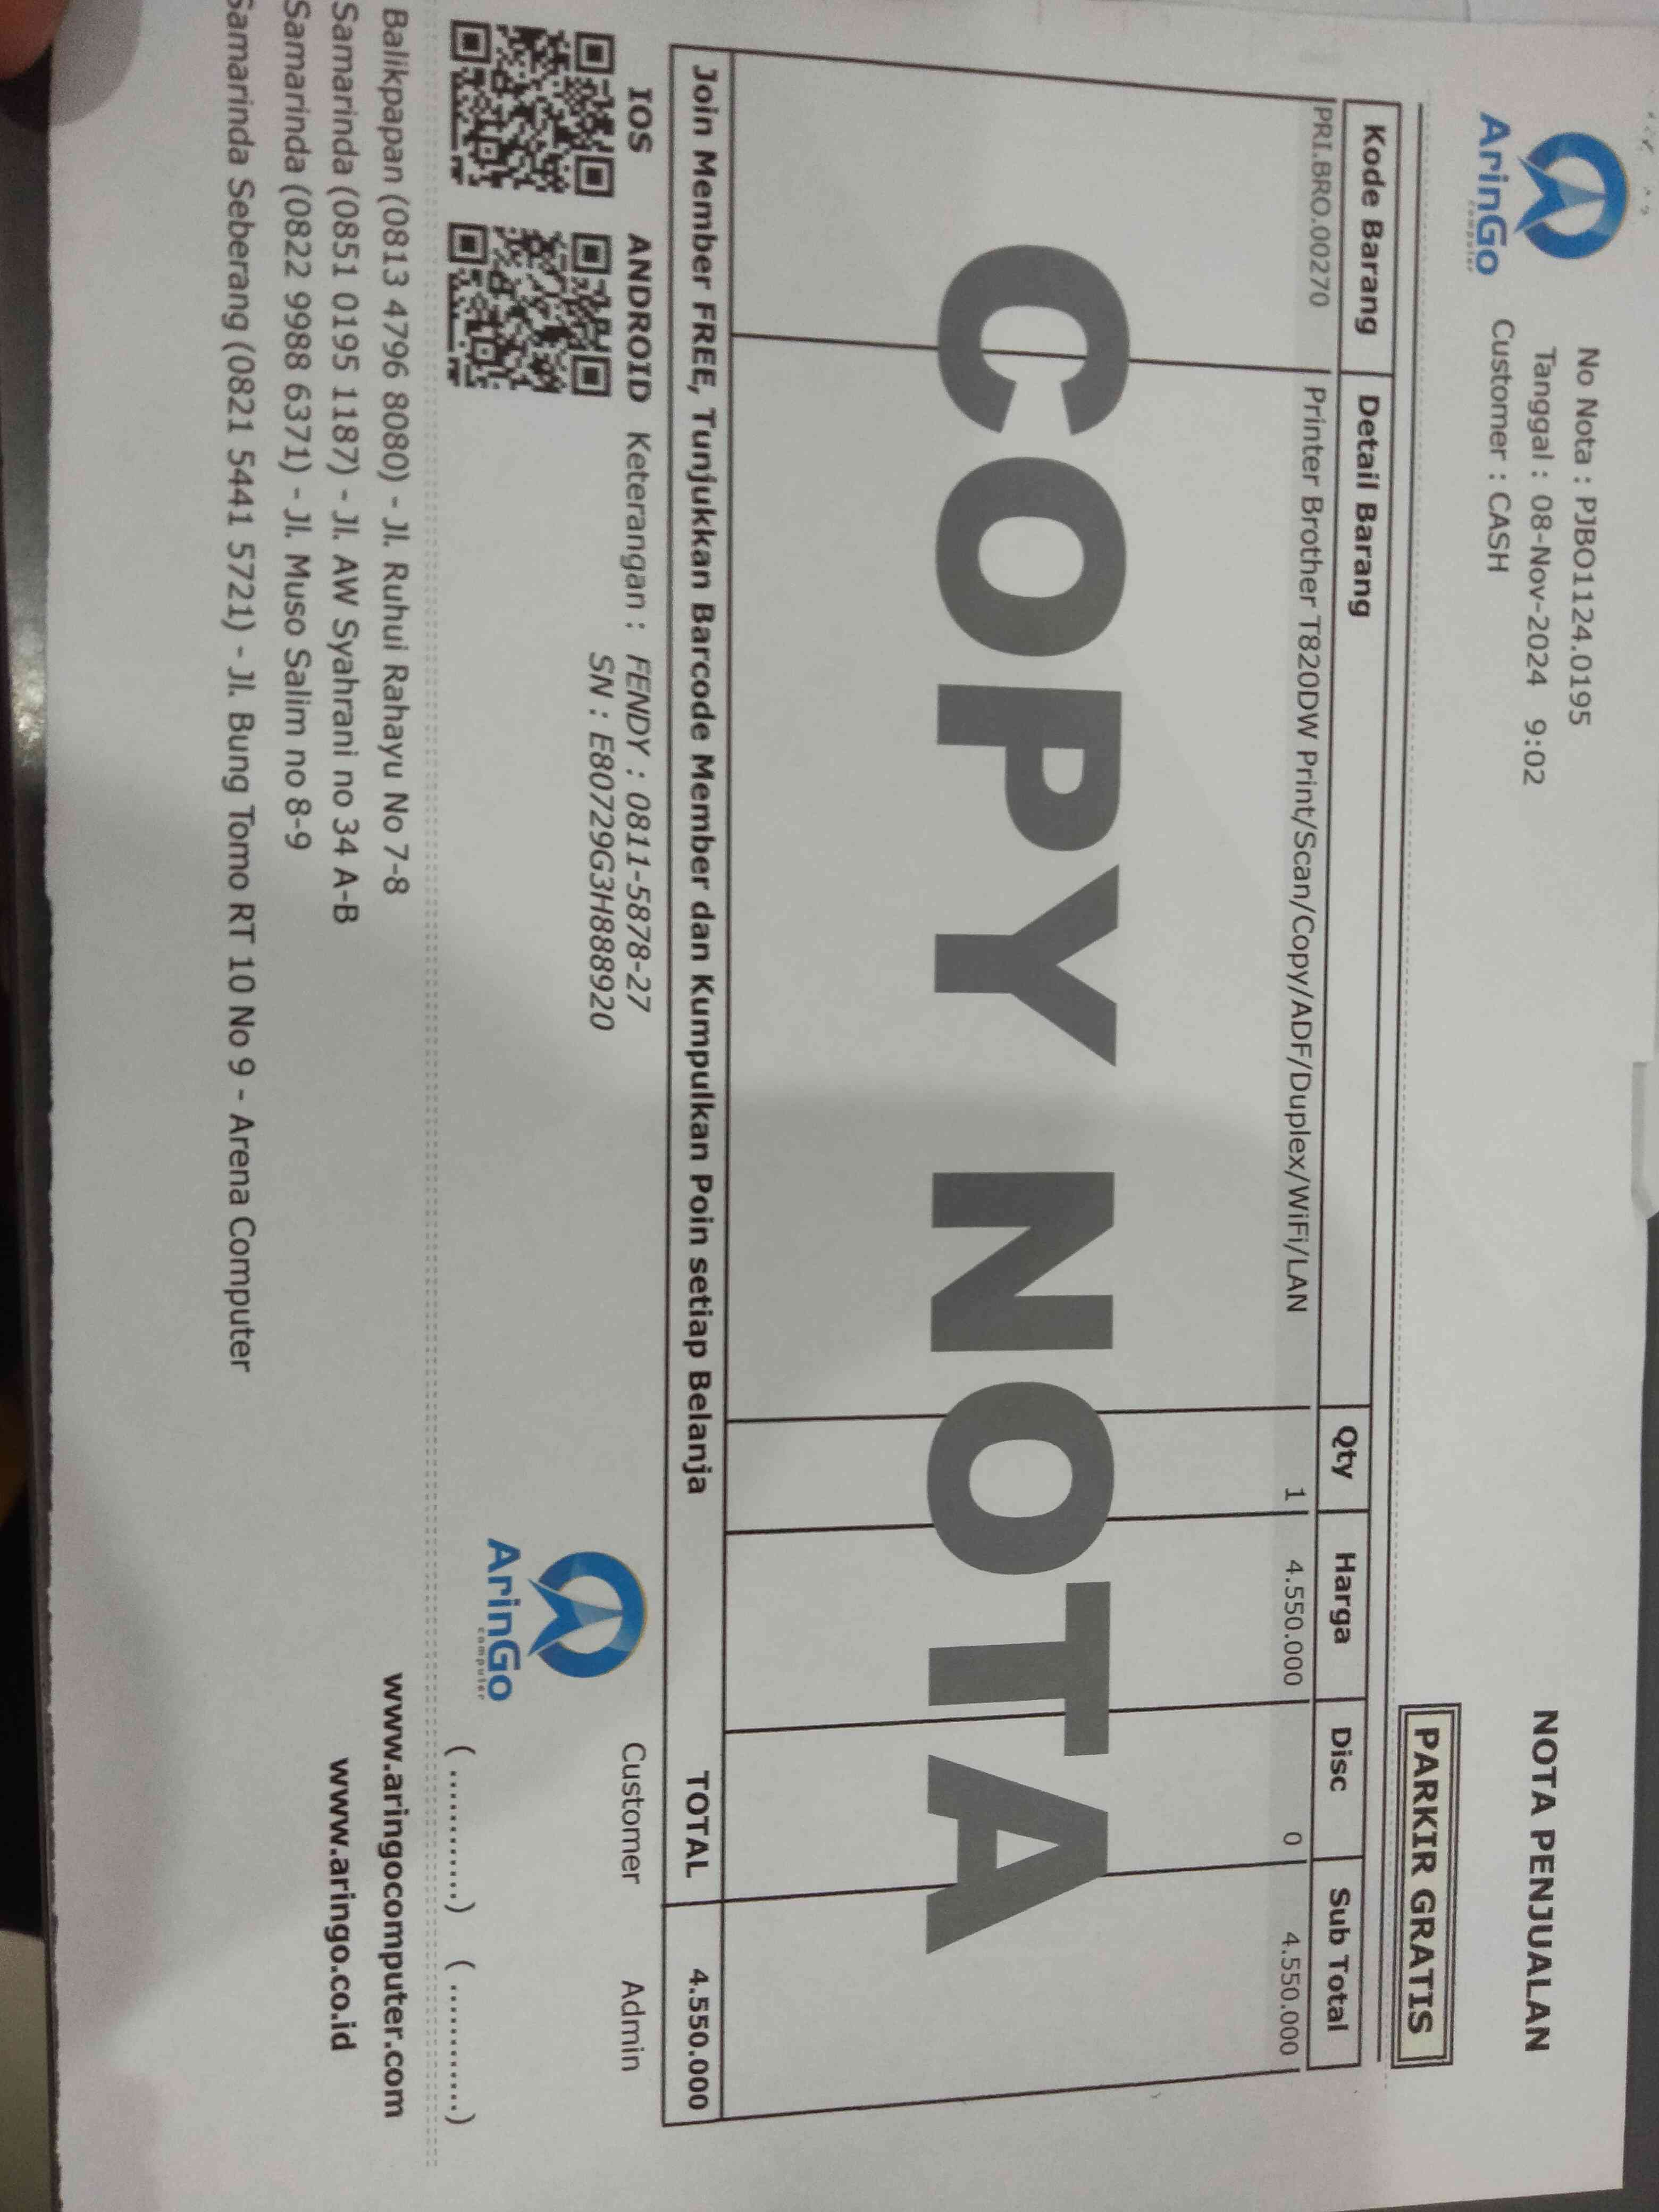 ArinGo
computer
No Nota : PJBO1124.0195
Tanggal : 08-Nov-2024 9:02
Customer : CASH
NOTA PENJUALAN
PARKIR GRATIS
Kode Barang Detail Barang Qty Harga Disc Sub Total
PRI.BRO.00270 Printer Brother T820DW Print/Scan/Copy/ADF/Duplex/WiFi/LAN 1 4.550.000 0 4.550.000
COPY NOTA
Join Member FREE, Tunjukkan Barcode Member dan Kumpulkan Poin setiap Belanja TOTAL 4.550.000
IOS ANDROID Keterangan : FENDY : 0811-5878-27
SN : E80729G3H888920
Customer Admin
ArinGo
computer
(...........) (...........)
Balikpapan (0813 4796 8080) - Jl. Ruhui Rahayu No 7-8
www.aringocomputer.com
Samarinda (0851 0195 1187) - Jl. AW Syahrani no 34 A-B
www.aringo.co.id
Samarinda (0822 9988 6371) - Jl. Muso Salim no 8-9
Samarinda Seberang (0821 5441 5721) - Jl. Bung Tomo RT 10 No 9 - Arena Computer